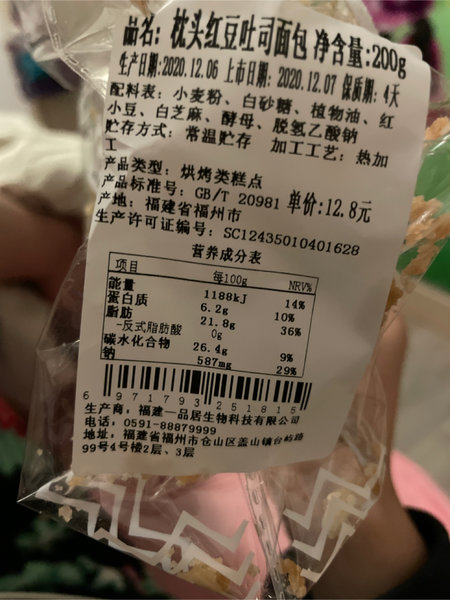 品名: 枕头红豆吐司面包 净含量:200g
生产日期:2020.12.06 上市日期: 2020.12.07 保质期: 4天
配料表: 小麦粉、白砂糖、植物油、红
小豆、白芝麻、酵母、脱氢乙酸钠
贮存方式: 常温贮存 加工工艺: 热加
工
产品类型: 烘烤类糕点
产品标准号: GB/T 20981 单价:12.8元
产地: 福建省福州市
生产许可证编号: SC12435010401628
营养成分表
项目 每100g NRV%
能量 1188kJ 14%
蛋白质 6.2g 10%
脂肪 21.8g 36%
-反式脂肪酸 0g
碳水化合物 26.4g 9%
钠 587mg 29%
6 971793 251815
生产商: 福建一品居生物科技有限公司
电话: 0591-88879999
地址: 福建省福州市仓山区盖山镇台屿路
99号4号楼2层、3层